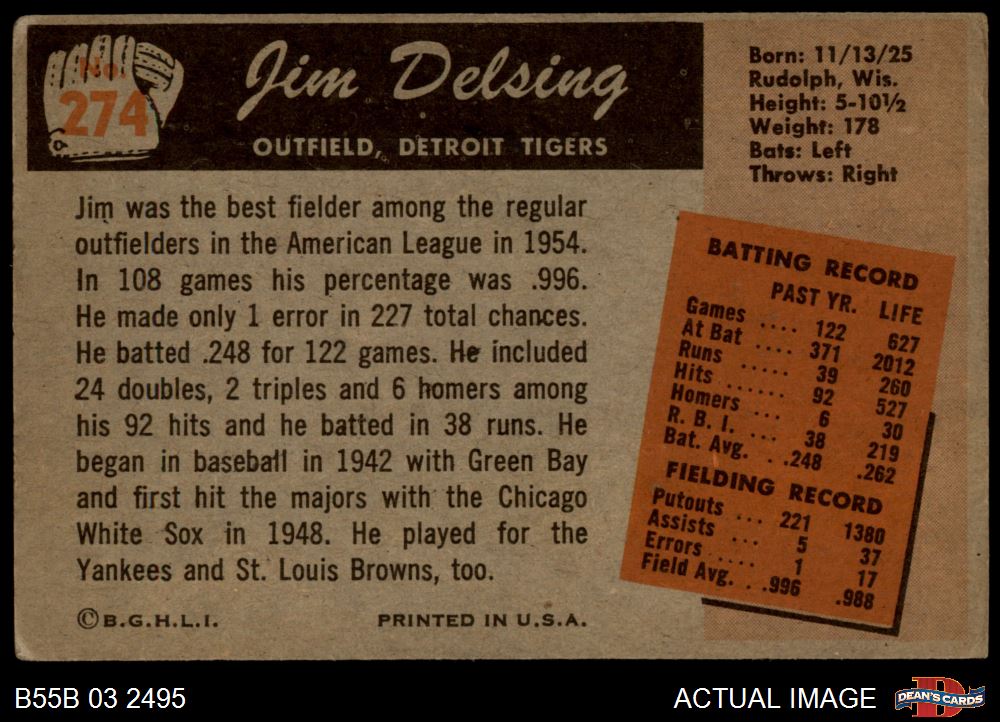 No.
274
Jim Delsing
OUTFIELD, DETROIT TIGERS
Born: 11/13/25
Rudolph, Wis.
Height: 5-10½
Weight: 178
Bats: Left
Throws: Right
Jim was the best fielder among the regular
outfielders in the American League in 1954.
In 108 games his percentage was .996.
He made only 1 error in 227 total chances.
He batted .248 for 122 games. He included
24 doubles, 2 triples and 6 homers among
his 92 hits and he batted in 38 runs. He
began in baseball in 1942 with Green Bay
and first hit the majors with the Chicago
White Sox in 1948. He played for the
Yankees and St. Louis Browns, too.
BATTING RECORD
PAST YR. LIFE
Games .... 122 627
At Bat .... 371 2012
Runs ..... 39 260
Hits ...... 92 527
Homers ... 6 30
R. B. I. ... 38 219
Bat. Avg. . .248 .262
FIELDING RECORD
Putouts ... 221 1380
Assists ... 5 37
Errors .... 1 17
Field Avg. . .996 .988
© B.G.H.L.I. PRINTED IN U.S.A.
B55B 03 2495 ACTUAL IMAGE
DEAN'S CARDS